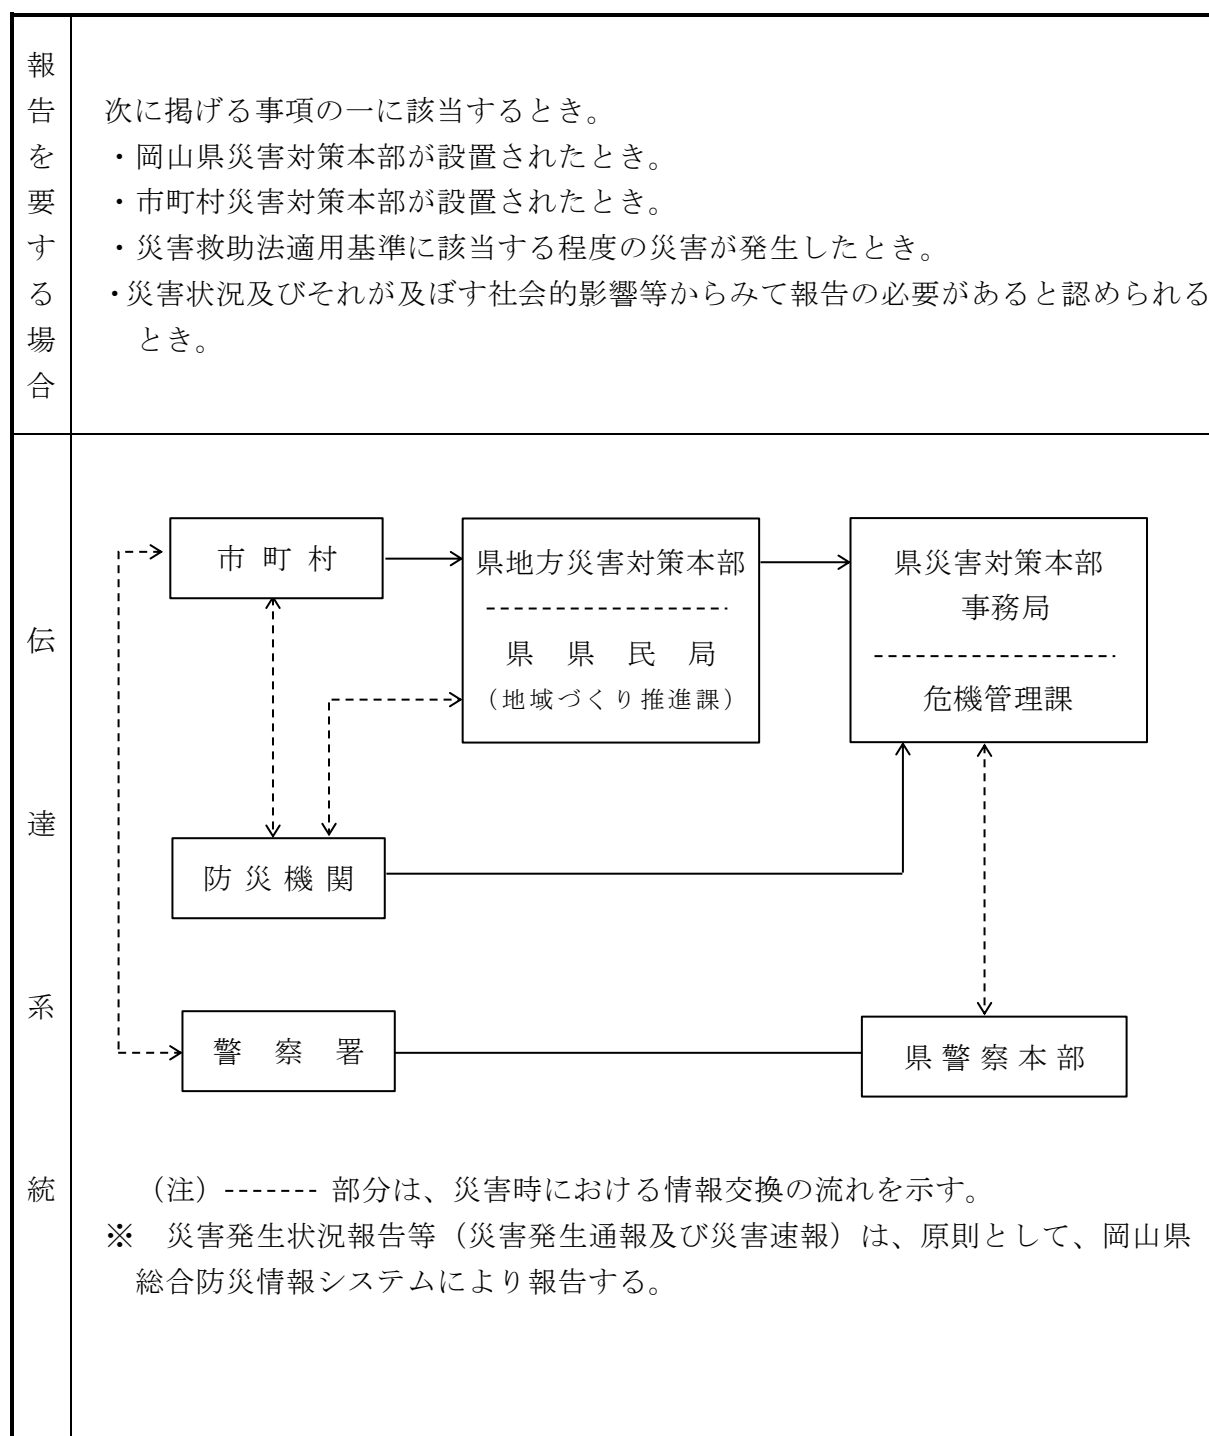 報告を要する場合
次に掲げる事項の一に該当するとき。
・岡山県災害対策本部が設置されたとき。
・市町村災害対策本部が設置されたとき。
・災害救助法適用基準に該当する程度の災害が発生したとき。
・災害状況及びそれが及ぼす社会的影響等からみて報告の必要があると認められる
とき。
伝達系統
市町村
県地方災害対策本部
県県民局
（地域づくり推進課）
県災害対策本部
事務局
危機管理課
防災機関
警察署
県警察本部
（注）------- 部分は、災害時における情報交換の流れを示す。
※　災害発生状況報告等（災害発生通報及び災害速報）は、原則として、岡山県
総合防災情報システムにより報告する。